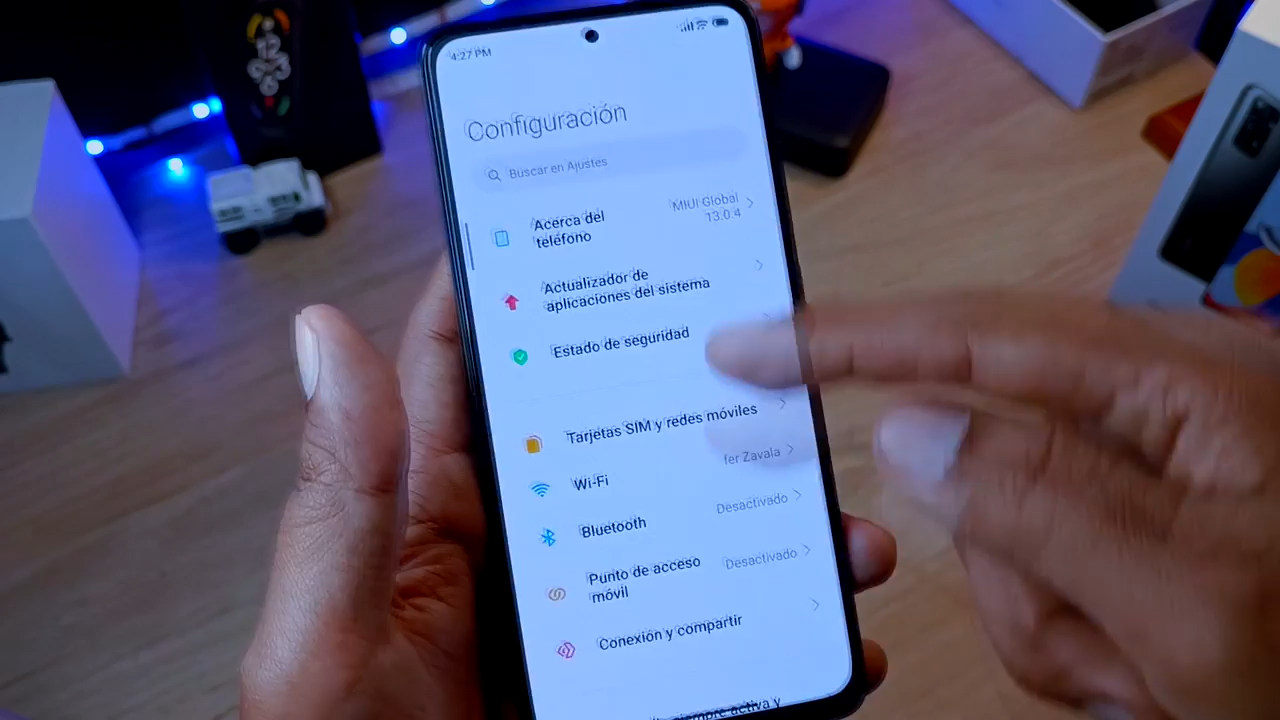 4:27 PM
Configuración
Buscar en Ajustes
Acerca del
teléfono
MIUI Global
13.0.4
Actualizador de
aplicaciones del sistema
Estado de seguridad
Tarjetas SIM y redes móviles
Wi-Fi
fer Zavala
Bluetooth
Desactivado
Punto de acceso
móvil
Desactivado
Conexión y compartir
siempre activa y